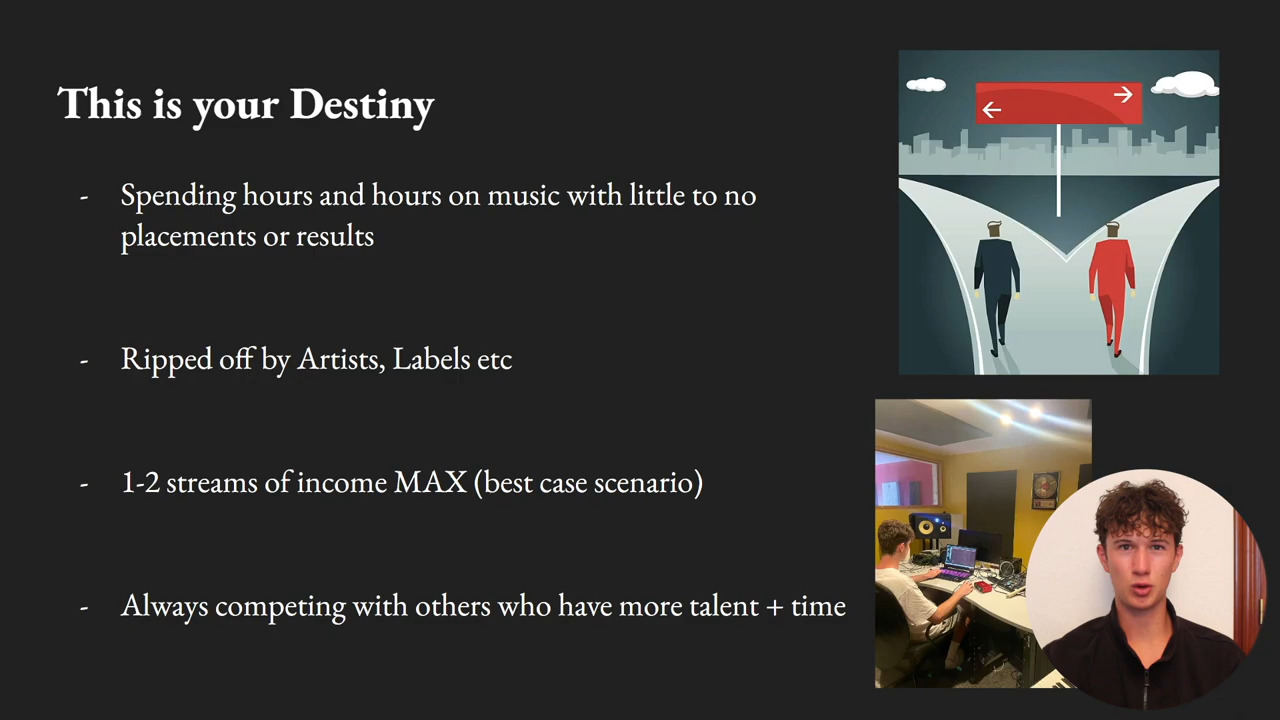 This is your Destiny
- Spending hours and hours on music with little to no
placements or results
- Ripped off by Artists, Labels etc
- 1-2 streams of income MAX (best case scenario)
- Always competing with others who have more talent + time